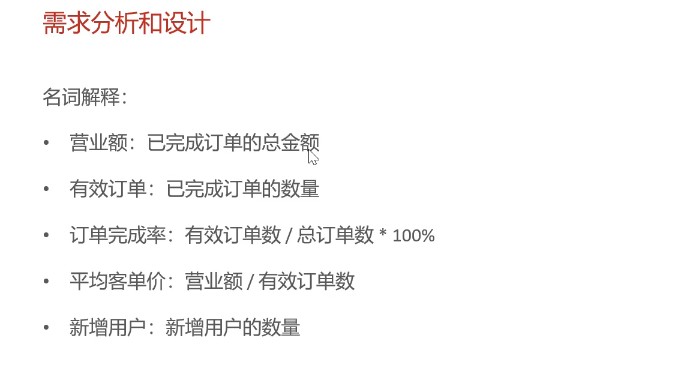 需求分析和设计
名词解释：
• 营业额：已完成订单的总金额
• 有效订单：已完成订单的数量
• 订单完成率：有效订单数 / 总订单数 * 100%
• 平均客单价：营业额 / 有效订单数
• 新增用户：新增用户的数量